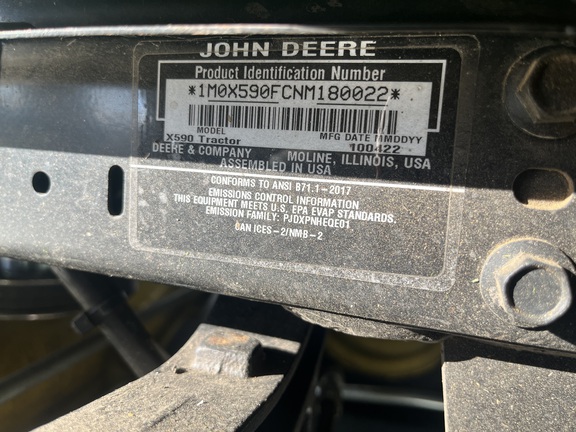 JOHN DEERE
Product Identification Number
*1M0X590FCNM180022*
MODEL
X590 Tractor
MFG DATE MMDDYY
100422
DEERE & COMPANY MOLINE, ILLINOIS, USA
ASSEMBLED IN USA
CONFORMS TO ANSI B71.1-2017
EMISSIONS CONTROL INFORMATION
THIS EQUIPMENT MEETS U.S. EPA EVAP STANDARDS.
EMISSION FAMILY: PJDXPNHEQE01
CAN ICES-2/NMB-2